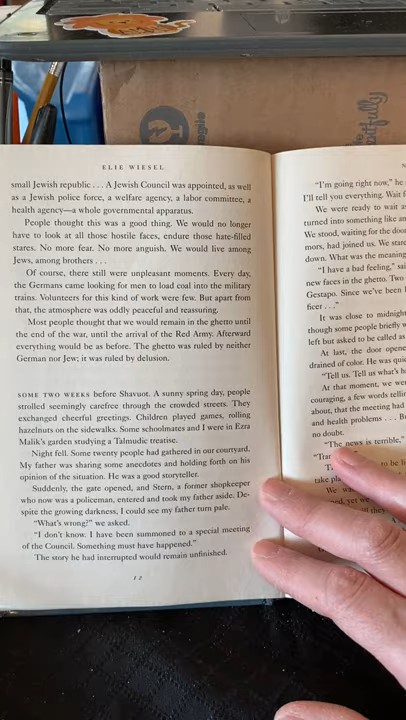 ELIE WIESEL
small Jewish republic . . . A Jewish Council was appointed, as well
as a Jewish police force, a welfare agency, a labor committee, a
health agency—a whole governmental apparatus.
People thought this was a good thing. We would no longer
have to look at all those hostile faces, endure those hate-filled
stares. No more fear. No more anguish. We would live among
Jews, among brothers . . .
Of course, there still were unpleasant moments. Every day,
the Germans came looking for men to load coal into the military
trains. Volunteers for this kind of work were few. But apart from
that, the atmosphere was oddly peaceful and reassuring.
Most people thought that we would remain in the ghetto until
the end of the war, until the arrival of the Red Army. Afterward
everything would be as before. The ghetto was ruled by neither
German nor Jew; it was ruled by delusion.
SOME TWO WEEKS before Shavuot. A sunny spring day, people
strolled seemingly carefree through the crowded streets. They
exchanged cheerful greetings. Children played games, rolling
hazelnuts on the sidewalks. Some schoolmates and I were in Ezra
Malik's garden studying a Talmudic treatise.
Night fell. Some twenty people had gathered in our courtyard.
My father was sharing some anecdotes and holding forth on his
opinion of the situation. He was a good storyteller.
Suddenly, the gate opened, and Stern, a former shopkeeper
who now was a policeman, entered and took my father aside. De-
spite the growing darkness, I could see my father turn pale.
"What's wrong?" we asked.
"I don't know. I have been summoned to a special meeting
of the Council. Something must have happened."
The story he had interrupted would remain unfinished.
12
"I'm going right now," he
I'll tell you everything. Wait
We were ready to wait
turned into something like
We stood, waiting for the door
mors, had joined us. We
down. What was the meaning
"I have a bad feeling,"
new faces in the ghetto. Two
Gestapo. Since we've been
ficer . . ."
It was close to midnight
though some people briefly
left but asked to be called
At last, the door opened
drained of color. He was
"Tell us. Tell us what's
At that moment, we were
couraging, a few words
about, that the meeting had
and health problems . . .
no doubt.
"The news is terrible,"
to be
take